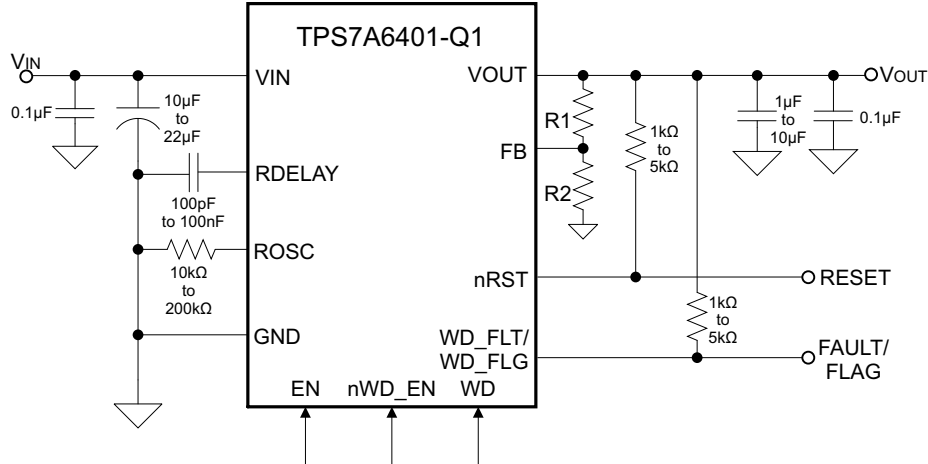 TPS7A6401-Q1
VIN
VIN
VOUT
VOUT
0.1µF
10µF
to
22µF
R1
1kΩ
to
5kΩ
1µF
to
10µF
0.1µF
FB
RDELAY
R2
100pF
to 100nF
ROSC
10kΩ
to
200kΩ
nRST
RESET
1kΩ
to
5kΩ
GND
WD_FLT/
WD_FLG
FAULT/
FLAG
EN
nWD_EN
WD